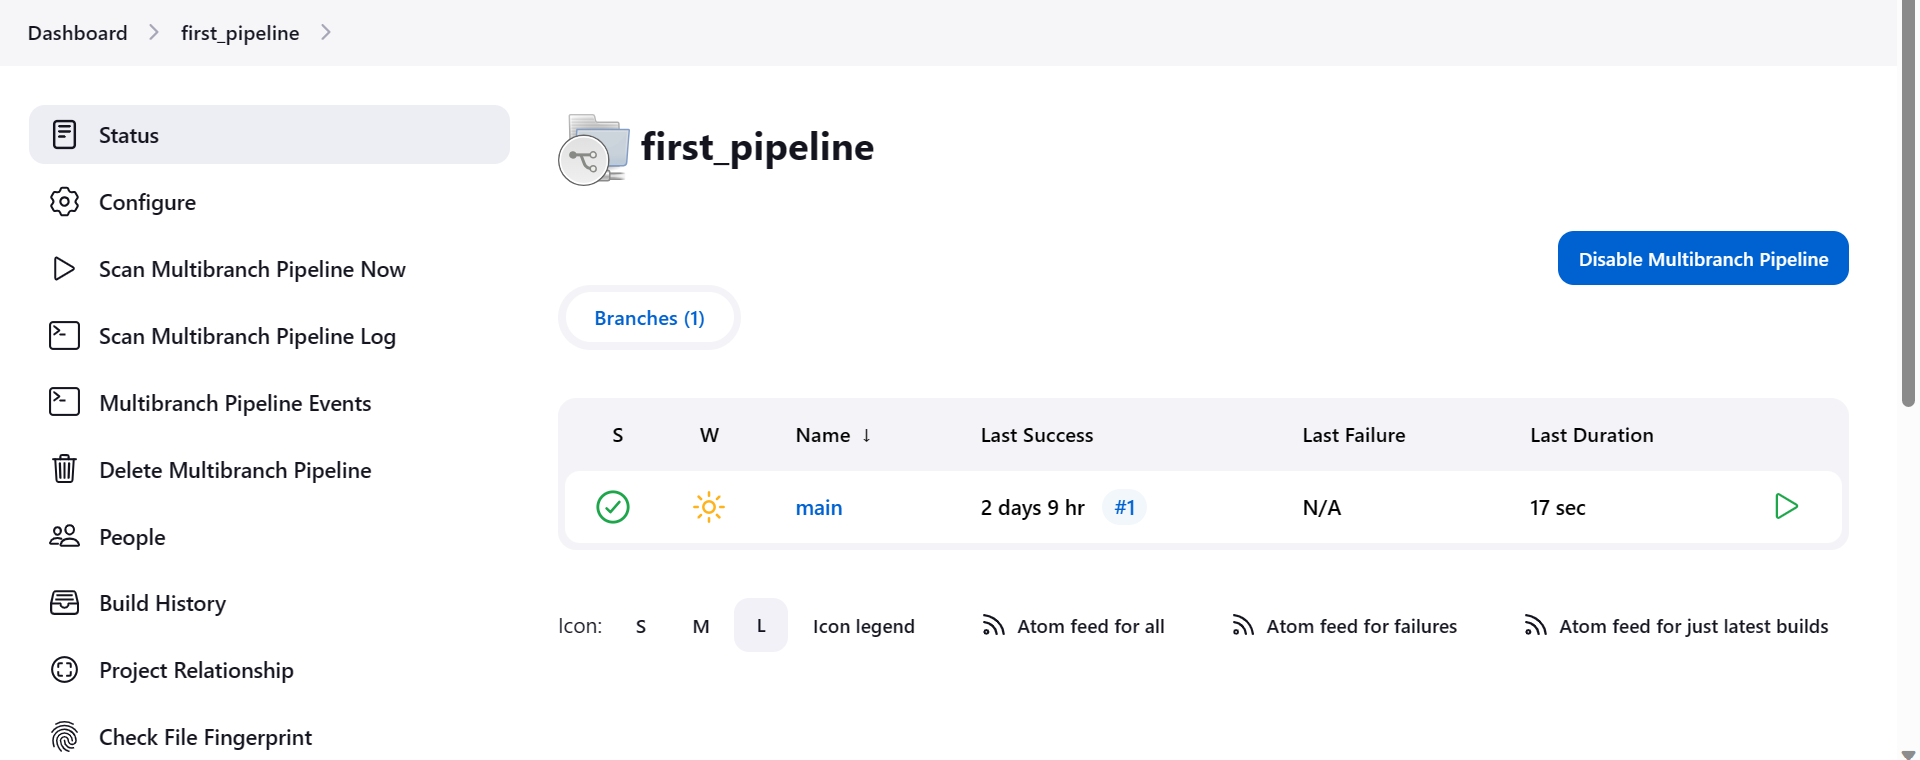 Dashboard
first_pipeline
Status
Configure
Scan Multibranch Pipeline Now
Scan Multibranch Pipeline Log
Multibranch Pipeline Events
Delete Multibranch Pipeline
People
Build History
Project Relationship
Check File Fingerprint
first_pipeline
Disable Multibranch Pipeline
Branches (1)
S W Name ↓ Last Success Last Failure Last Duration
main 2 days 9 hr #1 N/A 17 sec
Icon: S M L Icon legend Atom feed for all Atom feed for failures Atom feed for just latest builds